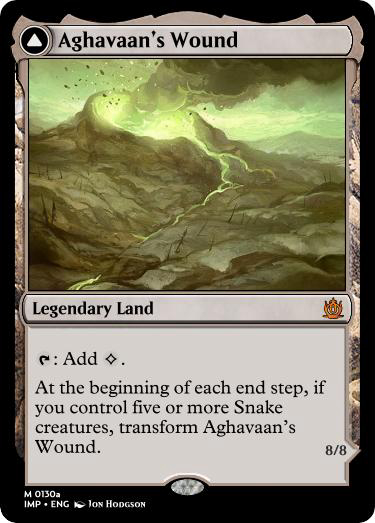 Aghavaan's Wound
Legendary Land
: Add .
At the beginning of each end step, if
you control five or more Snake
creatures, transform Aghavaan's
Wound.
8/8
M 0130a
IMP • ENG Jon Hodgson